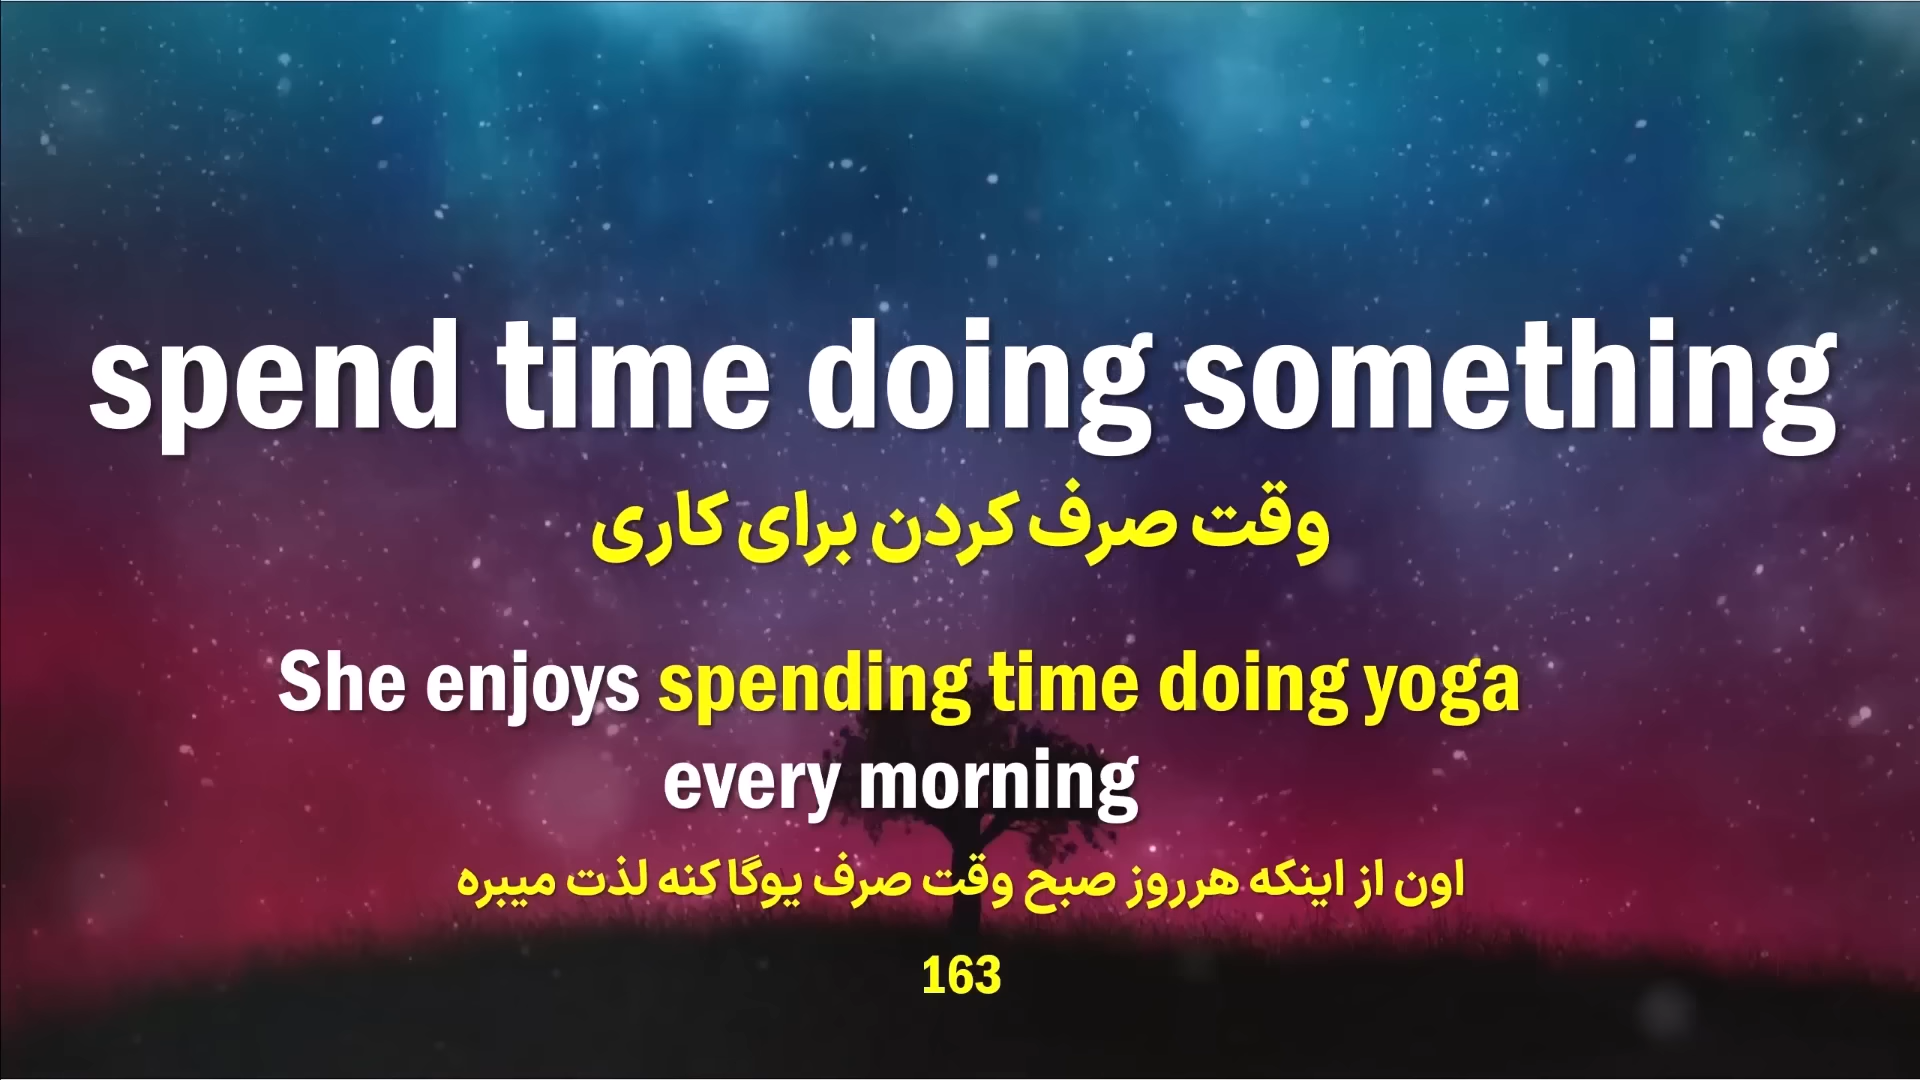 spend time doing something
وقت صرف کردن برای کاری
She enjoys spending time doing yoga
every morning
اون از اینکه هرروز صبح وقت صرف یوگا کنه لذت میبره
163